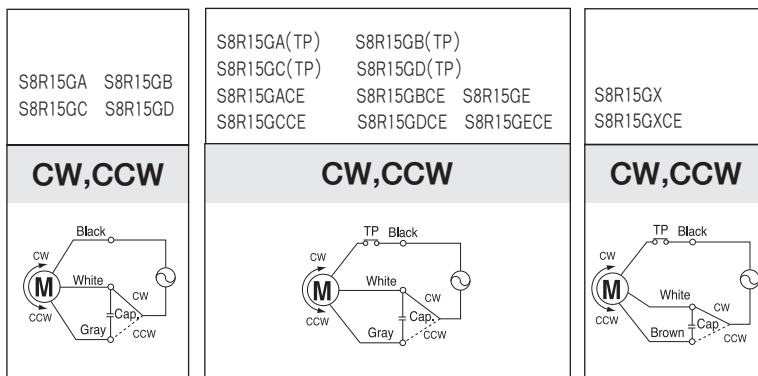 S8R15GA S8R15GB
S8R15GC S8R15GD
CW,CCW
Black
CW
M
White
CW
Cap.
CCW
Gray
CCW
S8R15GA(TP) S8R15GB(TP)
S8R15GC(TP) S8R15GD(TP)
S8R15GACE S8R15GBCE S8R15GE
S8R15GCCE S8R15GDCE S8R15GECE
CW,CCW
TP Black
CW
M
White
CW
Cap.
CCW
Gray
CCW
S8R15GX
S8R15GXCE
CW,CCW
TP Black
CW
M
White
CW
Cap.
CCW
Brown
CCW